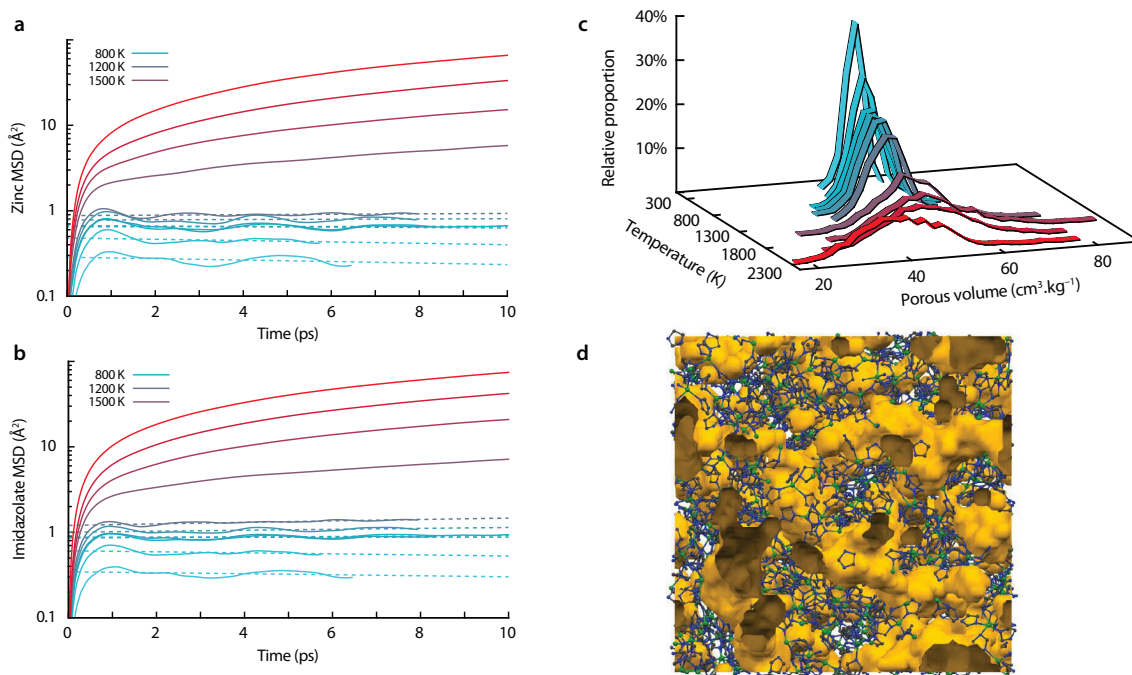 a
800 K
1200 K
1500 K
Zinc MSD (Å²)
100
10
1
0.1
0 2 4 6 8 10
Time (ps)
b
800 K
1200 K
1500 K
Imidazolate MSD (Å²)
100
10
1
0.1
0 2 4 6 8 10
Time (ps)
c
Relative proportion
40%
30%
20%
10%
300
800
1300
1800
2300
Temperature (K)
20 40 60 80
Porous volume (cm³.kg⁻¹)
d